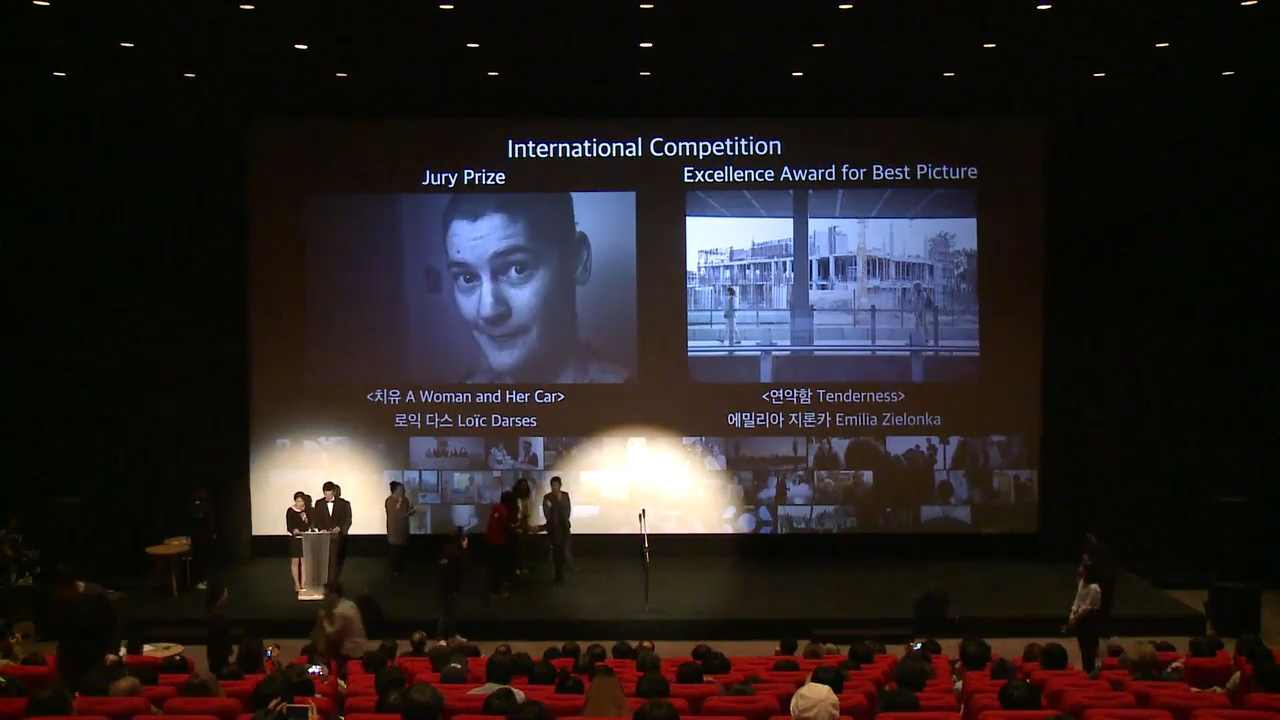 International Competition
Jury Prize
Excellence Award for Best Picture
<치유 A Woman and Her Car>
로익 다스 Loïc Darses
<연약함 Tenderness>
에밀리아 지론카 Emilia Zielonka